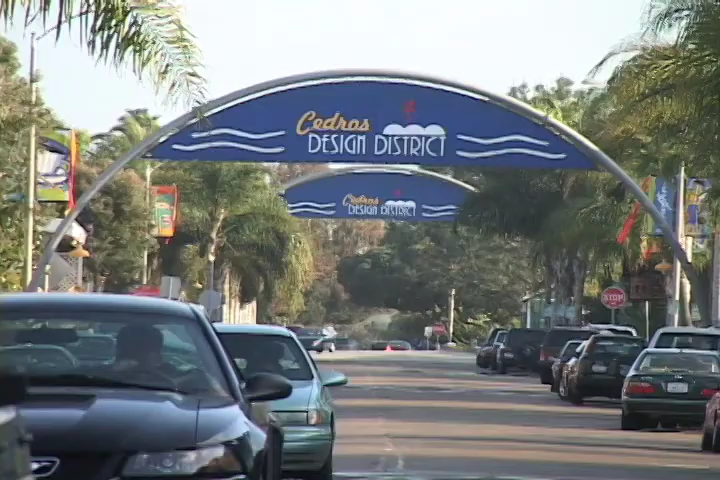 Cedros
DESIGN DISTRICT
Cedros
DESIGN DISTRICT
STOP